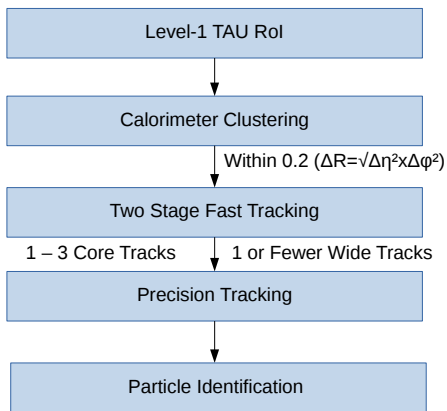 Level-1 TAU RoI
Calorimeter Clustering
Within 0.2 (ΔR=√Δη²xΔφ²)
Two Stage Fast Tracking
1 – 3 Core Tracks
1 or Fewer Wide Tracks
Precision Tracking
Particle Identification